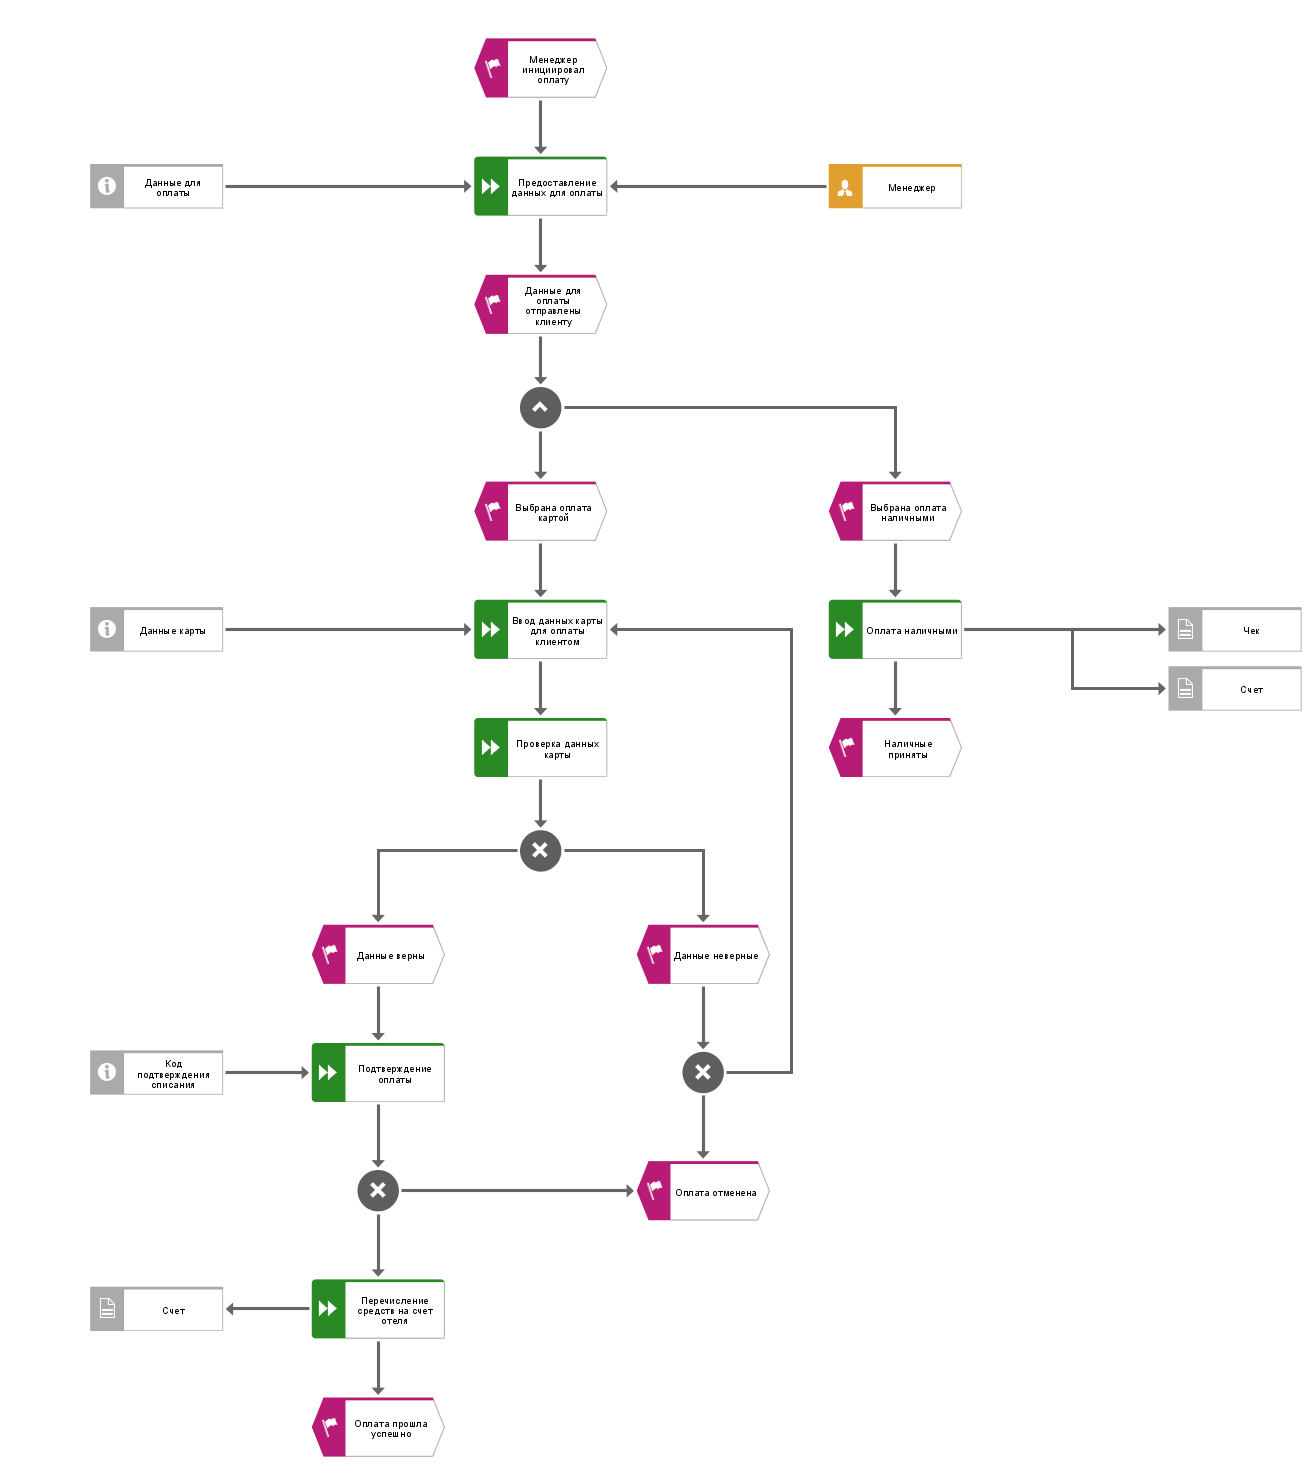 Менеджер
инициировал
оплату
Данные для
оплаты
Предоставление
данных для оплаты
Менеджер
Данные для
оплаты
отправлены
клиенту
Выбрана оплата
картой
Выбрана оплата
наличными
Данные карты
Ввод данных карты
для оплаты
клиентом
Оплата наличными
Чек
Счет
Проверка данных
карты
Наличные
приняты
Данные верны
Данные неверные
Код
подтверждения
списания
Подтверждение
оплаты
Оплата отменена
Счет
Перечисление
средств на счет
отеля
Оплата прошла
успешно